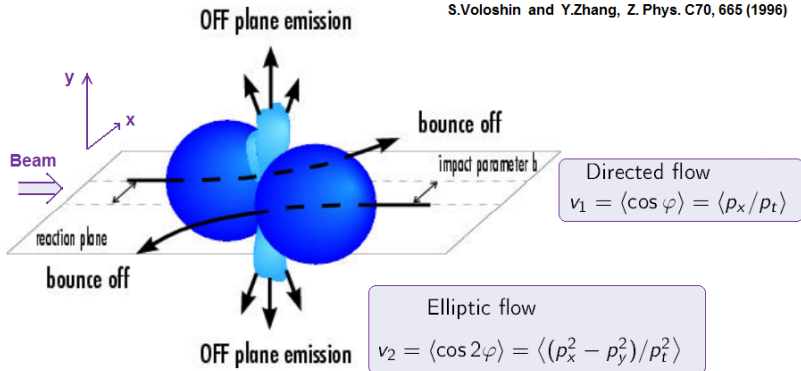 S.Voloshin and Y.Zhang, Z. Phys. C70, 665 (1996)
OFF plane emission
y
x
bounce off
Beam
impact parameter b
Directed flow
v₁ = ⟨cos φ⟩ = ⟨pₓ/pₜ⟩
reaction plane
bounce off
Elliptic flow
v₂ = ⟨cos 2φ⟩ = ⟨(pₓ² − p_y²)/pₜ²⟩
OFF plane emission